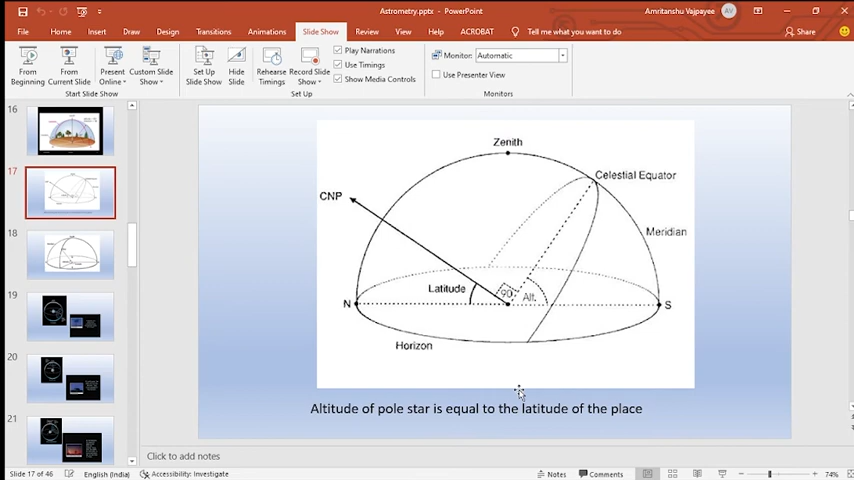 Astrometry.pptx - PowerPoint
Amritanshu Vajpayee
AV
File Home Insert Draw Design Transitions Animations Slide Show Review View Help ACROBAT Tell me what you want to do
Share
From Beginning
From Current Slide
Present Online
Custom Slide Show
Start Slide Show
Set Up Slide Show
Hide Slide
Rehearse Timings
Record Slide Show
Play Narrations
Use Timings
Show Media Controls
Set Up
Monitor: Automatic
Use Presenter View
Monitors
16
17
18
19
20
21
Zenith
Celestial Equator
CNP
Meridian
Latitude
90
Alt.
N
S
Horizon
Altitude of pole star is equal to the latitude of the place
Click to add notes
Slide 17 of 46
English (India)
Accessibility: Investigate
Notes
Comments
74%